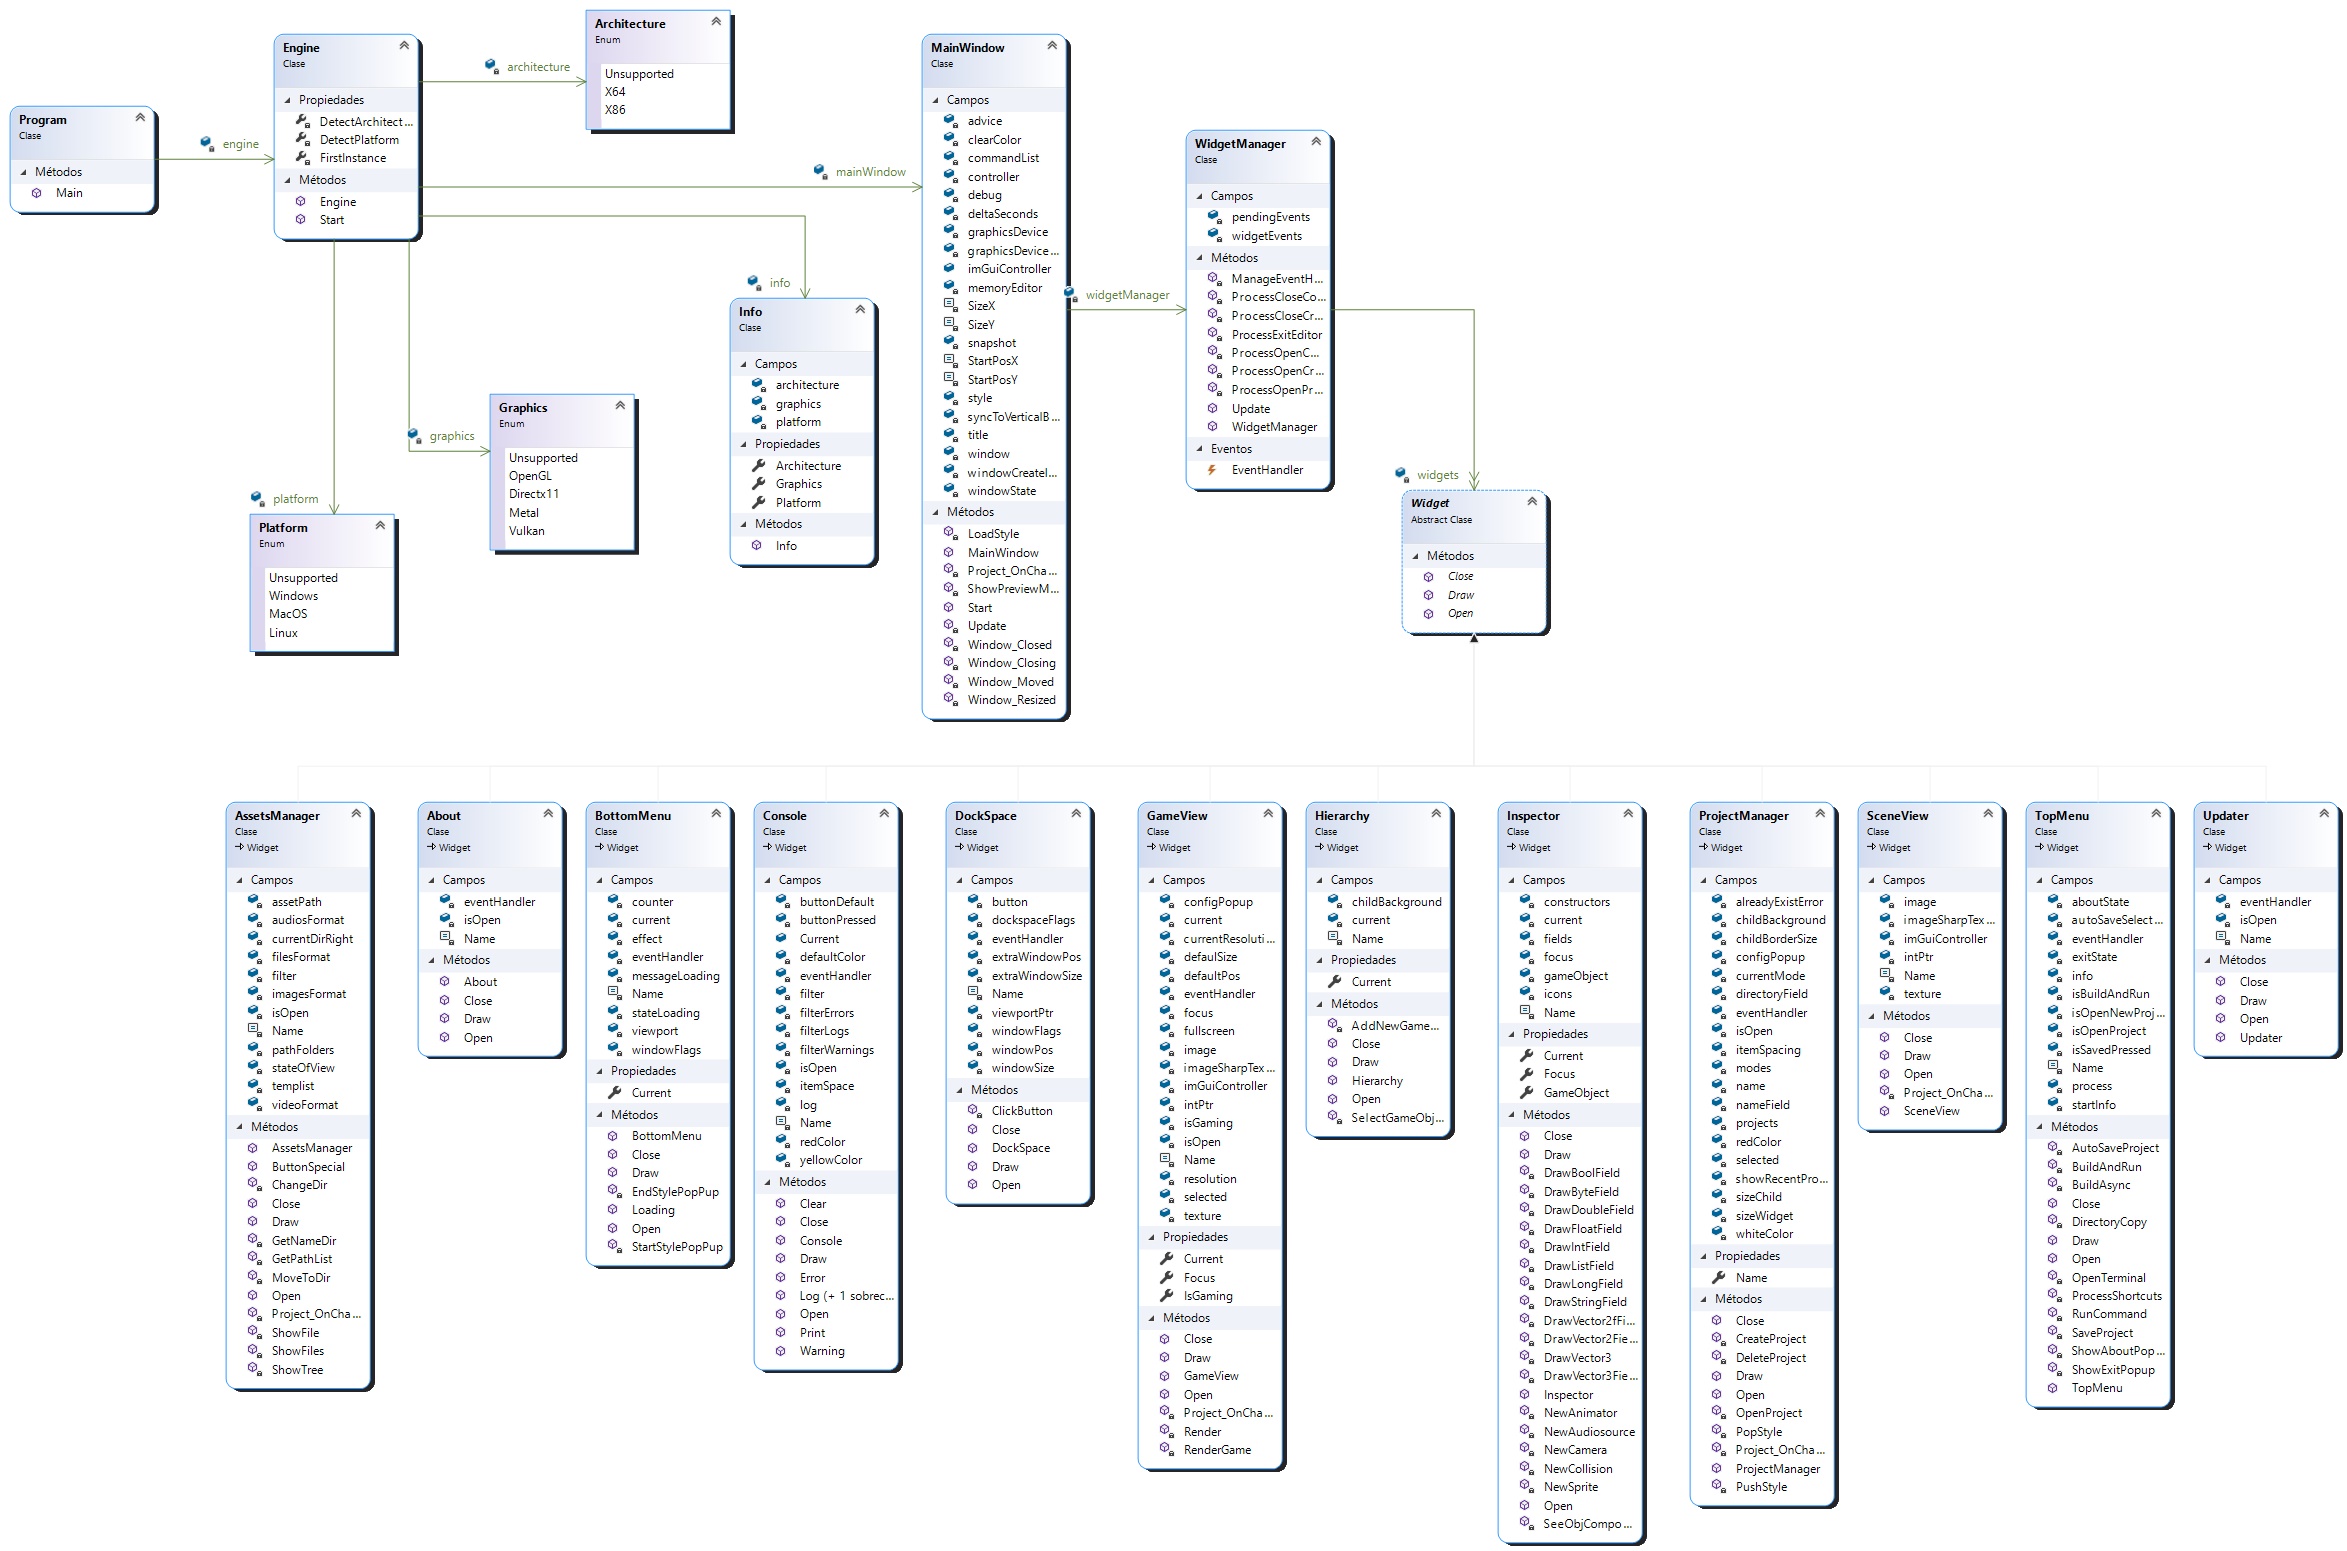 Program
Clase
Métodos
Main
engine
Engine
Clase
Propiedades
DetectArchitect...
DetectPlatform
FirstInstance
Métodos
Engine
Start
architecture
Architecture
Enum
Unsupported
X64
X86
mainWindow
info
Info
Clase
Campos
architecture
graphics
platform
Propiedades
Architecture
Graphics
Platform
Métodos
Info
graphics
Graphics
Enum
Unsupported
OpenGL
Directx11
Metal
Vulkan
platform
Platform
Enum
Unsupported
Windows
MacOS
Linux
MainWindow
Clase
Campos
advice
clearColor
commandList
controller
debug
deltaSeconds
graphicsDevice
graphicsDevice...
imGuiController
memoryEditor
SizeX
SizeY
snapshot
StartPosX
StartPosY
style
syncToVerticalB...
title
window
windowCreateI...
windowState
Métodos
LoadStyle
MainWindow
Project_OnCha...
ShowPreviewM...
Start
Update
Window_Closed
Window_Closing
Window_Moved
Window_Resized
widgetManager
WidgetManager
Clase
Campos
pendingEvents
widgetEvents
Métodos
ManageEventH...
ProcessCloseCo...
ProcessCloseCr...
ProcessExitEditor
ProcessOpenC...
ProcessOpenCr...
ProcessOpenPr...
Update
WidgetManager
Eventos
EventHandler
widgets
Widget
Abstract Clase
Métodos
Close
Draw
Open
AssetsManager
Clase
Widget
Campos
assetPath
audiosFormat
currentDirRight
filesFormat
filter
imagesFormat
isOpen
Name
pathFolders
stateOfView
templist
videoFormat
Métodos
AssetsManager
ButtonSpecial
ChangeDir
Close
Draw
GetNameDir
GetPathList
MoveToDir
Open
Project_OnCha...
ShowFile
ShowFiles
ShowTree
About
Clase
Widget
Campos
eventHandler
isOpen
Name
Métodos
About
Close
Draw
Open
BottomMenu
Clase
Widget
Campos
counter
current
effect
eventHandler
messageLoading
Name
stateLoading
viewport
windowFlags
Propiedades
Current
Métodos
BottomMenu
Close
Draw
EndStylePopPup
Loading
Open
StartStylePopPup
Console
Clase
Widget
Campos
buttonDefault
buttonPressed
Current
defaultColor
eventHandler
filter
filterErrors
filterLogs
filterWarnings
isOpen
itemSpace
log
Name
redColor
yellowColor
Métodos
Clear
Close
Console
Draw
Error
Log (+ 1 sobrec...
Open
Print
Warning
DockSpace
Clase
Widget
Campos
button
dockspaceFlags
eventHandler
extraWindowPos
extraWindowSize
Name
viewportPtr
windowFlags
windowPos
windowSize
Métodos
ClickButton
Close
DockSpace
Draw
Open
GameView
Clase
Widget
Campos
configPopup
current
currentResoluti...
defaulSize
defaultPos
eventHandler
focus
fullscreen
image
imageSharpTex...
imGuiController
intPtr
isGaming
isOpen
Name
resolution
selected
texture
Propiedades
Current
Focus
IsGaming
Métodos
Close
Draw
GameView
Open
Project_OnCha...
Render
RenderGame
Hierarchy
Clase
Widget
Campos
childBackground
current
Name
Propiedades
Current
Métodos
AddNewGame...
Close
Draw
Hierarchy
Open
SelectGameObj...
Inspector
Clase
Widget
Campos
constructors
current
fields
focus
gameObject
icons
Name
Propiedades
Current
Focus
GameObject
Métodos
Close
Draw
DrawBoolField
DrawByteField
DrawDoubleField
DrawFloatField
DrawIntField
DrawListField
DrawLongField
DrawStringField
DrawVector2fFi...
DrawVector2Fie...
DrawVector3
DrawVector3Fie...
Inspector
NewAnimator
NewAudiosource
NewCamera
NewCollision
NewSprite
Open
SeeObjCompo...
ProjectManager
Clase
Widget
Campos
alreadyExistError
childBackground
childBorderSize
configPopup
currentMode
directoryField
eventHandler
isOpen
itemSpacing
modes
name
nameField
projects
redColor
selected
showRecentPro...
sizeChild
sizeWidget
whiteColor
Propiedades
Name
Métodos
Close
CreateProject
DeleteProject
Draw
Open
OpenProject
PopStyle
Project_OnCha...
ProjectManager
PushStyle
SceneView
Clase
Widget
Campos
image
imageSharpTex...
imGuiController
intPtr
Name
texture
Métodos
Close
Draw
Open
Project_OnCha...
SceneView
TopMenu
Clase
Widget
Campos
aboutState
autoSaveSelect...
eventHandler
exitState
info
isBuildAndRun
isOpenNewProj...
isOpenProject
isSavedPressed
Name
process
startInfo
Métodos
AutoSaveProject
BuildAndRun
BuildAsync
Close
DirectoryCopy
Draw
Open
OpenTerminal
ProcessShortcuts
RunCommand
SaveProject
ShowAboutPop...
ShowExitPopup
TopMenu
Updater
Clase
Widget
Campos
eventHandler
isOpen
Name
Métodos
Close
Draw
Open
Updater